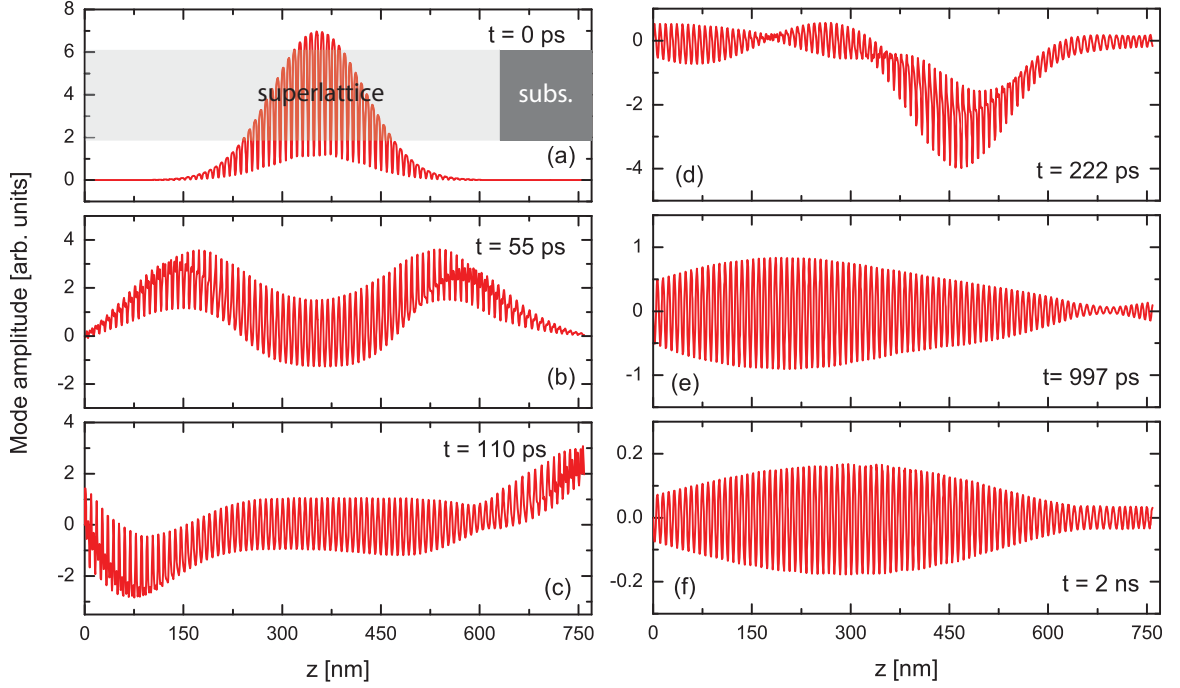 Mode amplitude [arb. units]
8
6
4
2
0
t = 0 ps
superlattice
subs.
(a)
4
2
0
-2
t = 55 ps
(b)
4
2
0
-2
t = 110 ps
(c)
0 150 300 450 600 750
z [nm]
0
-2
-4
(d)
t = 222 ps
1
0
-1
(e)
t= 997 ps
0.2
0.0
-0.2
(f)
t = 2 ns
0 150 300 450 600 750
z [nm]